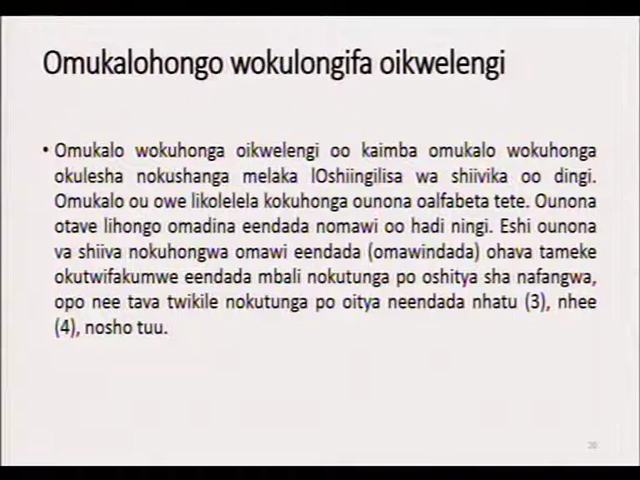 Omukalohongo wokulongifa oikwelengi
• Omukalo wokuhonga oikwelengi oo kaimba omukalo wokuhonga
okulesha nokushanga melaka lOshiingilisa wa shiivika oo dingi.
Omukalo ou owe likolelela kokuhonga ounona oalfabeta tete. Ounona
otave lihongo omadina eendada nomawi oo hadi ningi. Eshi ounona
va shiiva nokuhongwa omawi eendada (omawindada) ohava tameke
okutwifakumwe eendada mbali nokutunga po oshitya sha nafangwa,
opo nee tava twikile nokutunga po oitya neendada nhatu (3), nhee
(4), nosho tuu.
20